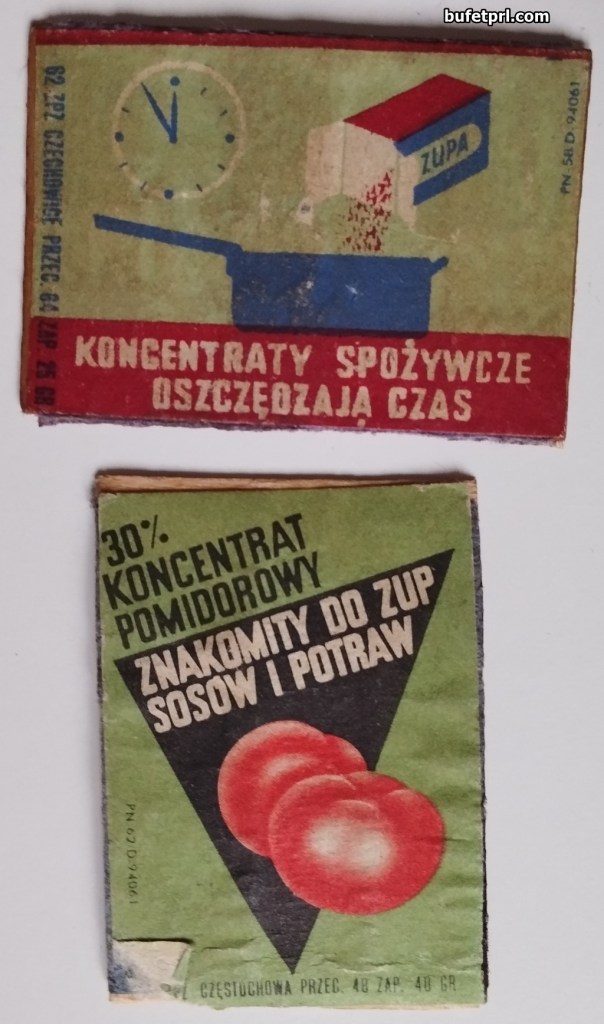 bufetprl.com
62 ZPZ CZECHOWICE PRZEC. 64 ZAP. 25 GR
ZUPA
PN-58 D-94061
KONCENTRATY SPOŻYWCZE
OSZCZĘDZAJĄ CZAS
30%
KONCENTRAT
POMIDOROWY
ZNAKOMITY DO ZUP
SOSÓW I POTRAW
PN-62 D-94061
CZĘSTOCHOWA PRZEC. 48 ZAP. 40 GR.